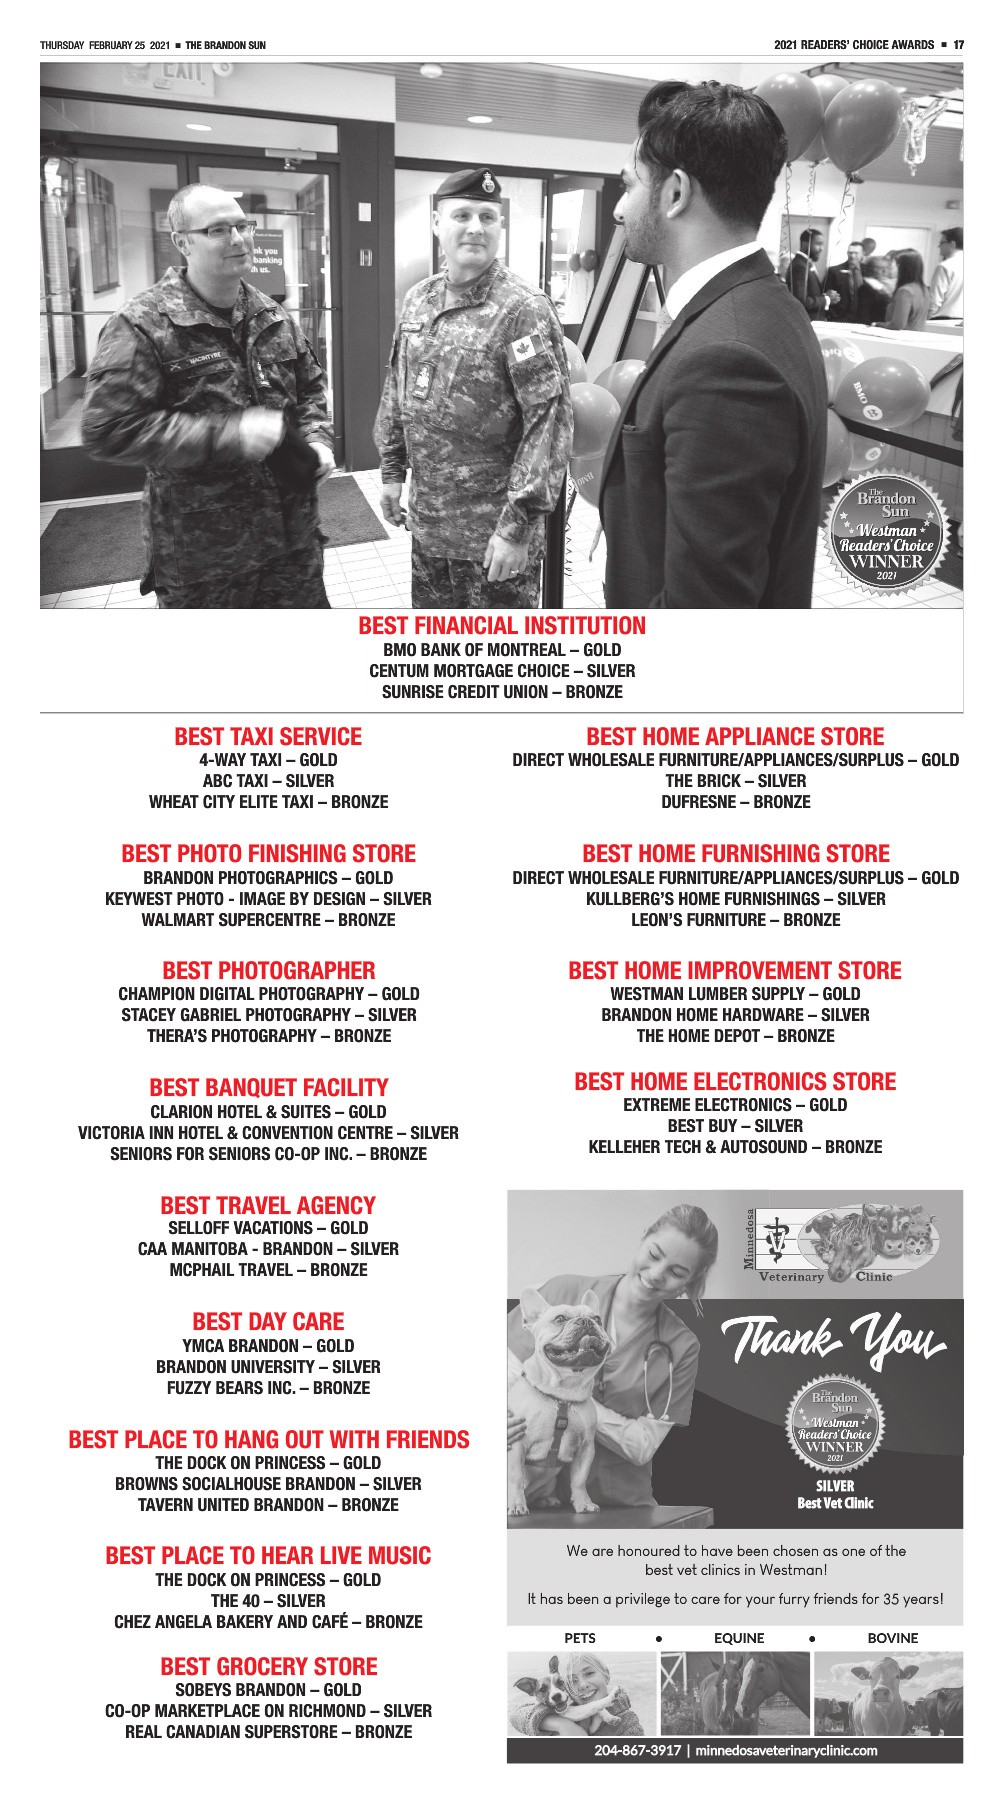 THURSDAY FEBRUARY 25 2021 ■ THE BRANDON SUN
2021 READERS' CHOICE AWARDS ■ 17
EXIT
nk you
banking
h us.
MACINTYRE
BMO
The
Brandon
Sun
Westman
Readers' Choice
WINNER
2021
BEST FINANCIAL INSTITUTION
BMO BANK OF MONTREAL – GOLD
CENTUM MORTGAGE CHOICE – SILVER
SUNRISE CREDIT UNION – BRONZE
BEST TAXI SERVICE
4-WAY TAXI – GOLD
ABC TAXI – SILVER
WHEAT CITY ELITE TAXI – BRONZE
BEST PHOTO FINISHING STORE
BRANDON PHOTOGRAPHICS – GOLD
KEYWEST PHOTO - IMAGE BY DESIGN – SILVER
WALMART SUPERCENTRE – BRONZE
BEST PHOTOGRAPHER
CHAMPION DIGITAL PHOTOGRAPHY – GOLD
STACEY GABRIEL PHOTOGRAPHY – SILVER
THERA'S PHOTOGRAPHY – BRONZE
BEST BANQUET FACILITY
CLARION HOTEL & SUITES – GOLD
VICTORIA INN HOTEL & CONVENTION CENTRE – SILVER
SENIORS FOR SENIORS CO-OP INC. – BRONZE
BEST TRAVEL AGENCY
SELLOFF VACATIONS – GOLD
CAA MANITOBA - BRANDON – SILVER
MCPHAIL TRAVEL – BRONZE
BEST DAY CARE
YMCA BRANDON – GOLD
BRANDON UNIVERSITY – SILVER
FUZZY BEARS INC. – BRONZE
BEST PLACE TO HANG OUT WITH FRIENDS
THE DOCK ON PRINCESS – GOLD
BROWNS SOCIALHOUSE BRANDON – SILVER
TAVERN UNITED BRANDON – BRONZE
BEST PLACE TO HEAR LIVE MUSIC
THE DOCK ON PRINCESS – GOLD
THE 40 – SILVER
CHEZ ANGELA BAKERY AND CAFÉ – BRONZE
BEST GROCERY STORE
SOBEYS BRANDON – GOLD
CO-OP MARKETPLACE ON RICHMOND – SILVER
REAL CANADIAN SUPERSTORE – BRONZE
BEST HOME APPLIANCE STORE
DIRECT WHOLESALE FURNITURE/APPLIANCES/SURPLUS – GOLD
THE BRICK – SILVER
DUFRESNE – BRONZE
BEST HOME FURNISHING STORE
DIRECT WHOLESALE FURNITURE/APPLIANCES/SURPLUS – GOLD
KULLBERG'S HOME FURNISHINGS – SILVER
LEON'S FURNITURE – BRONZE
BEST HOME IMPROVEMENT STORE
WESTMAN LUMBER SUPPLY – GOLD
BRANDON HOME HARDWARE – SILVER
THE HOME DEPOT – BRONZE
BEST HOME ELECTRONICS STORE
EXTREME ELECTRONICS – GOLD
BEST BUY – SILVER
KELLEHER TECH & AUTOSOUND – BRONZE
Minnedosa
Veterinary Clinic
Thank You
The
Brandon
Sun
Westman
Readers' Choice
WINNER
2021
SILVER
Best Vet Clinic
We are honoured to have been chosen as one of the
best vet clinics in Westman!
It has been a privilege to care for your furry friends for 35 years!
PETS • EQUINE • BOVINE
204-867-3917 | minnedosaveterinaryclinic.com